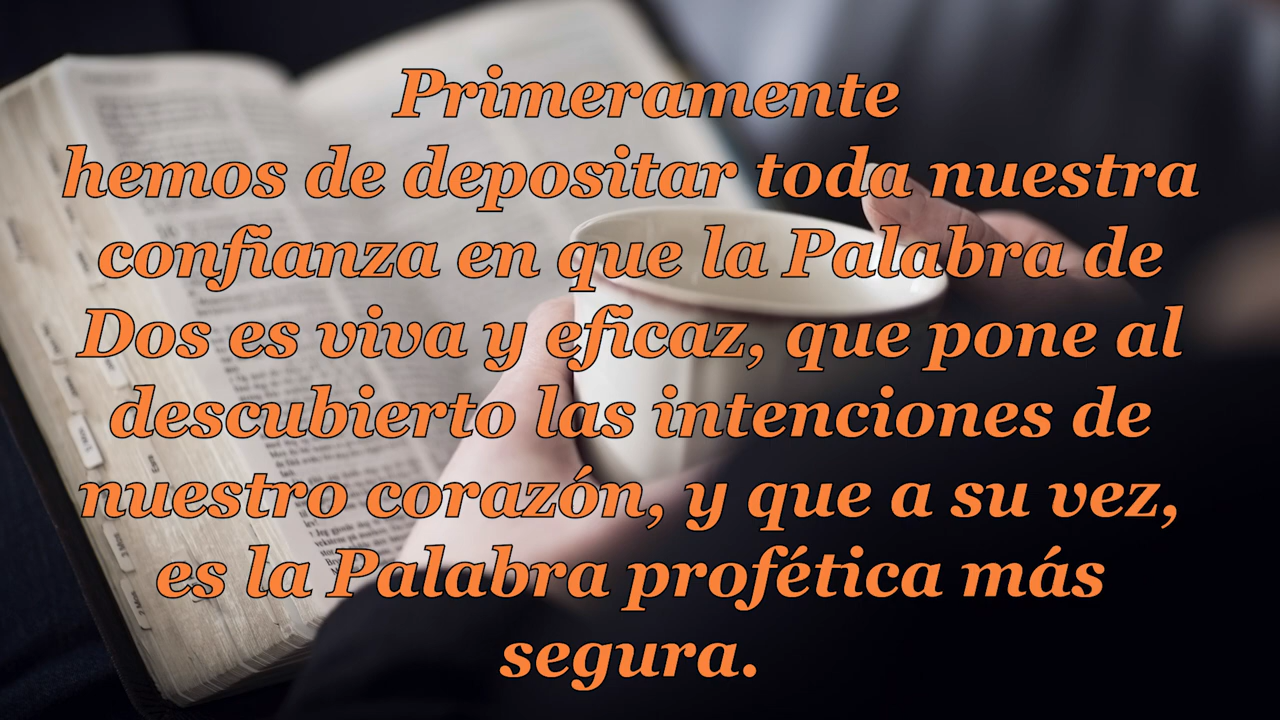 Primeramente
hemos de depositar toda nuestra
confianza en que la Palabra de
Dos es viva y eficaz, que pone al
descubierto las intenciones de
nuestro corazón, y que a su vez,
es la Palabra profética más
segura.